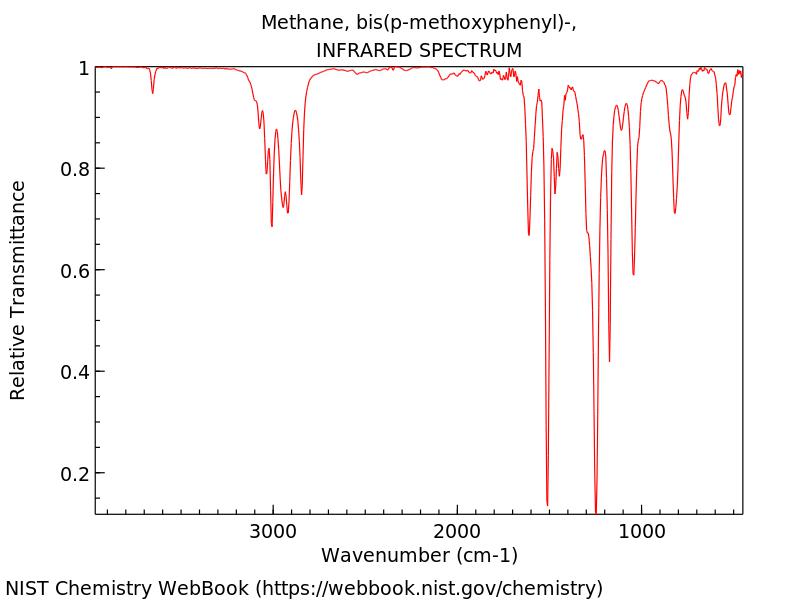 Methane, bis(p-methoxyphenyl)-,
INFRARED SPECTRUM
1
0.8
0.6
0.4
0.2
Relative Transmittance
3000
2000
1000
Wavenumber (cm-1)
NIST Chemistry WebBook (https://webbook.nist.gov/chemistry)